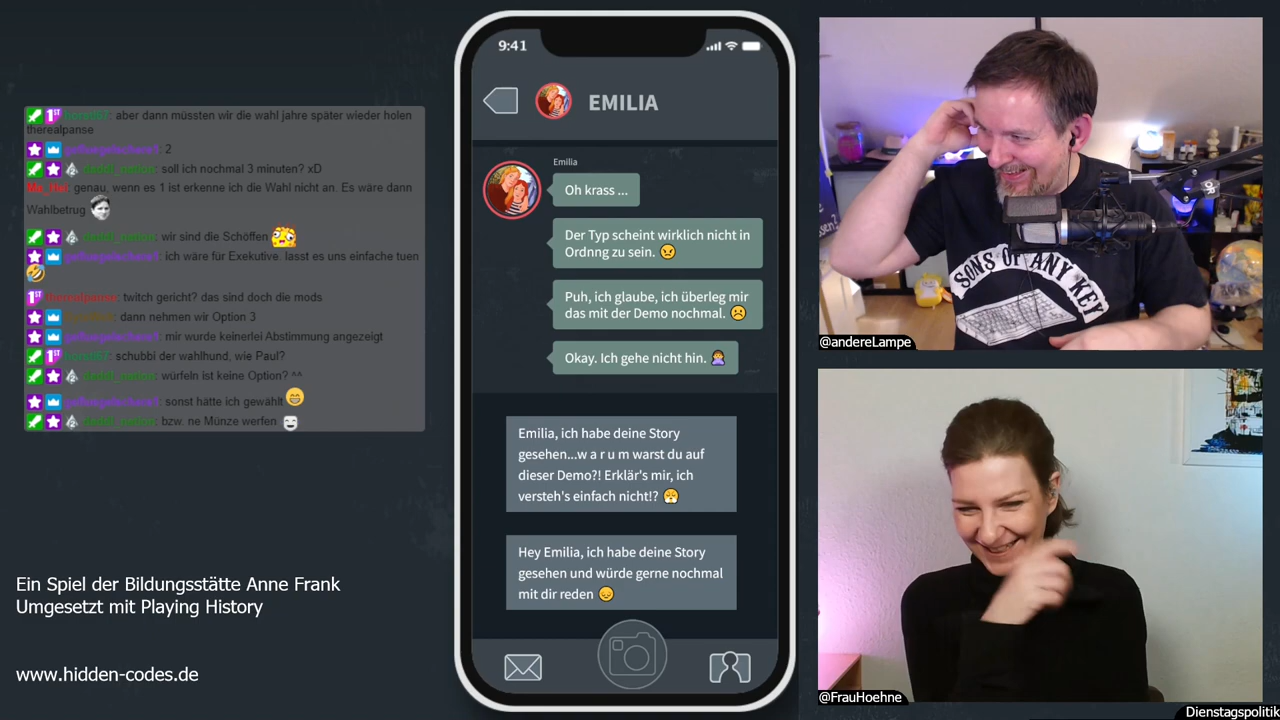 aber dann müssten wir die wahl jahre später wieder holen
therealpanse
: 2
soll ich nochmal 3 minuten? xD
genau, wenn es 1 ist erkenne ich die Wahl nicht an. Es wäre dann
Wahlbetrug
wir sind die Schöffen
ich wäre für Exekutive. lasst es uns einfache tuen
therealpanse: twitch gericht? das sind doch die mods
dann nehmen wir Option 3
mir wurde keinerlei Abstimmung angezeigt
schubbi der wahlhund, wie Paul?
würfeln ist keine Option? ^^
sonst hätte ich gewählt
bzw. ne Münze werfen
Ein Spiel der Bildungsstätte Anne Frank
Umgesetzt mit Playing History
www.hidden-codes.de
9:41
EMILIA
Emilia
Oh krass ...
Der Typ scheint wirklich nicht in
Ordnng zu sein.
Puh, ich glaube, ich überleg mir
das mit der Demo nochmal.
Okay. Ich gehe nicht hin.
Emilia, ich habe deine Story
gesehen...w a r u m warst du auf
dieser Demo?! Erklär's mir, ich
versteh's einfach nicht!?
Hey Emilia, ich habe deine Story
gesehen und würde gerne nochmal
mit dir reden
SONS OF ANY KEY
OR
@andereLampe
@FrauHoehne
Dienstagspolitik